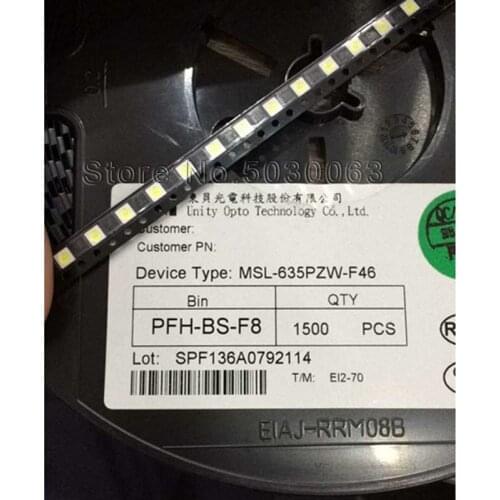 Store No.5030063
東貝光電科技股份有限公司
Unity Opto Technology Co., Ltd.
Customer:
Customer PN:
Device Type: MSL-635PZW-F46
Bin QTY
PFH-BS-F8 1500 PCS
Lot: SPF136A0792114
T/M: EI2-70
EIAJ-RRM08B